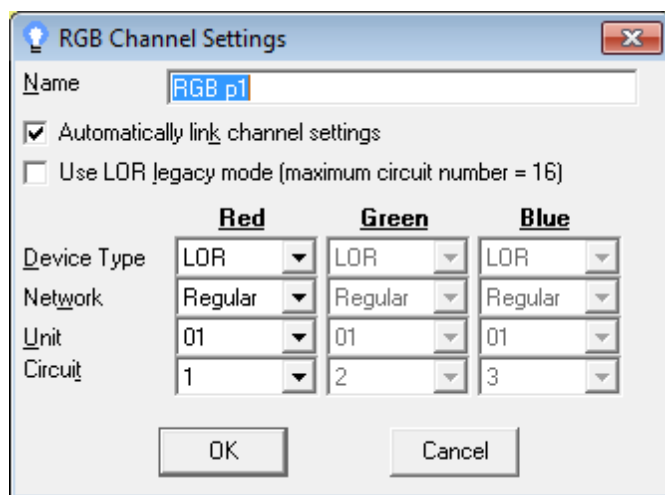 RGB Channel Settings
Name RGB p1
Automatically link channel settings
Use LOR legacy mode (maximum circuit number = 16)
Red Green Blue
Device Type LOR LOR LOR
Network Regular Regular Regular
Unit 01 01 01
Circuit 1 2 3
OK Cancel